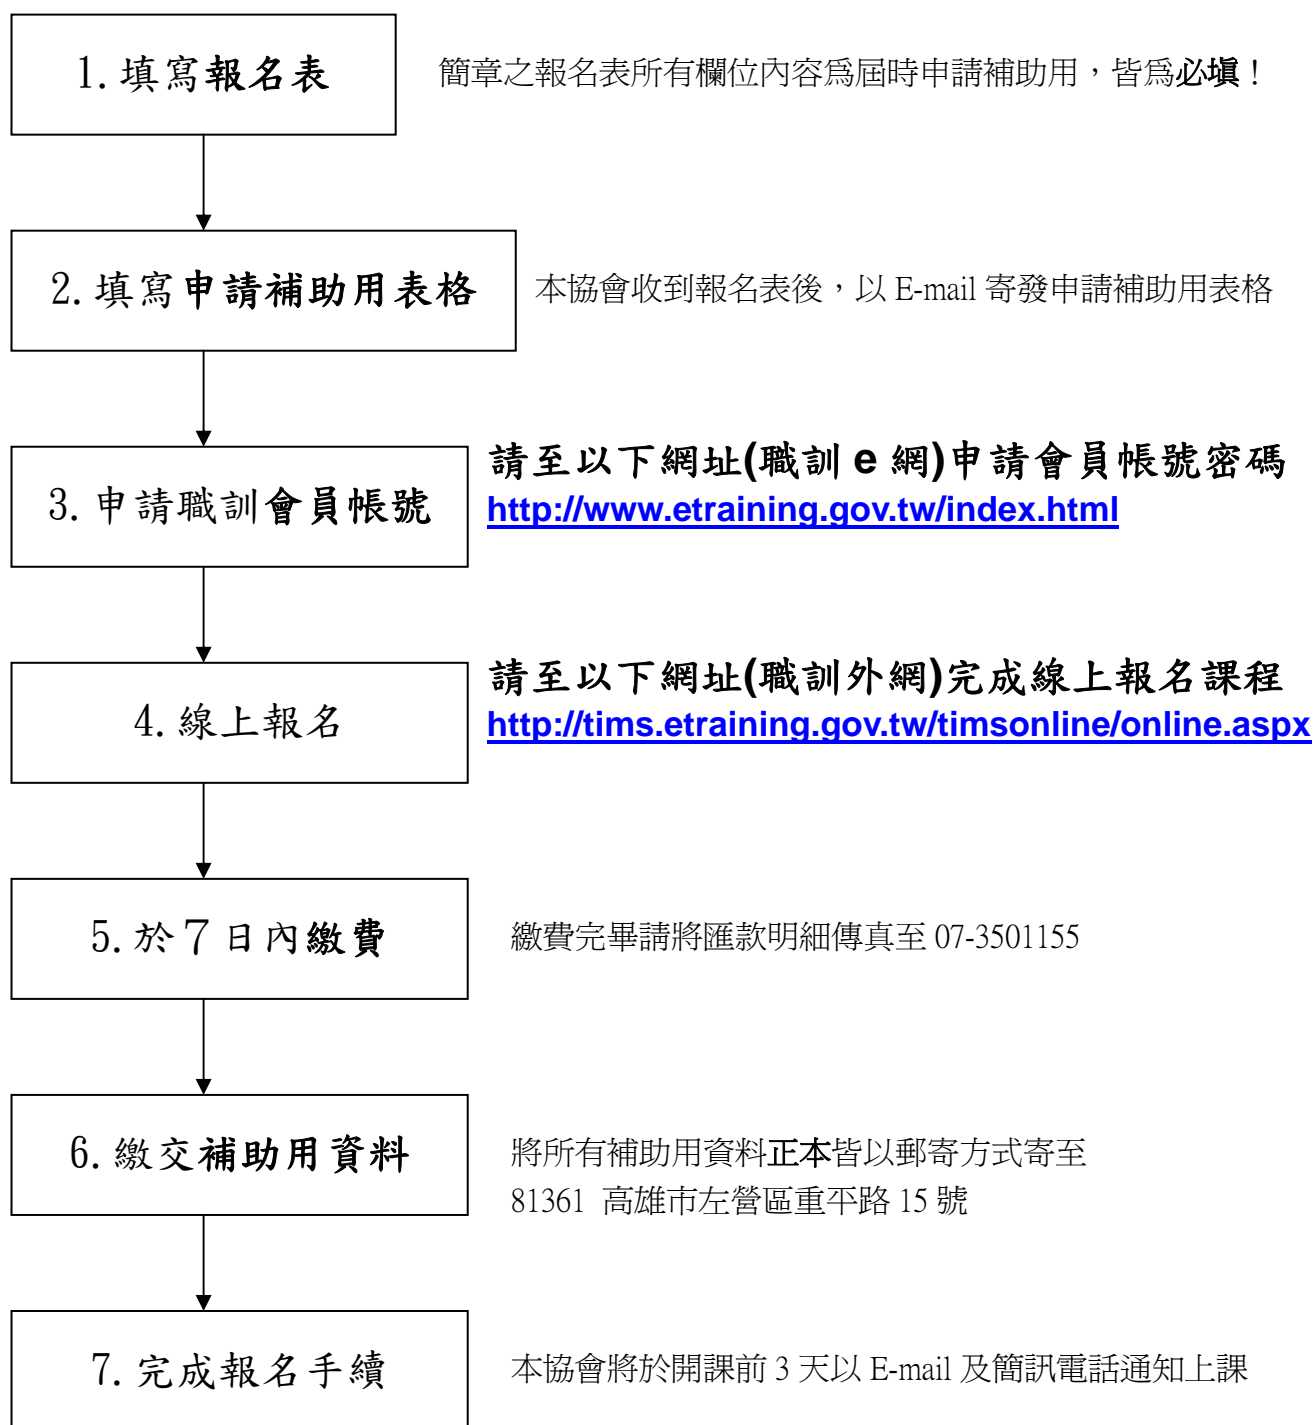 1.填寫報名表
簡章之報名表所有欄位內容為屆時申請補助用，皆為必填！
2.填寫申請補助用表格
本協會收到報名表後，以 E-mail 寄發申請補助用表格
3.申請職訓會員帳號
請至以下網址(職訓 e 網)申請會員帳號密碼
http://www.etraining.gov.tw/index.html
4.線上報名
請至以下網址(職訓外網)完成線上報名課程
http://tims.etraining.gov.tw/timsonline/online.aspx
5.於７日內繳費
繳費完畢請將匯款明細傳真至 07-3501155
6.繳交補助用資料
將所有補助用資料正本皆以郵寄方式寄至
81361 高雄市左營區重平路 15 號
7.完成報名手續
本協會將於開課前 3 天以 E-mail 及簡訊電話通知上課